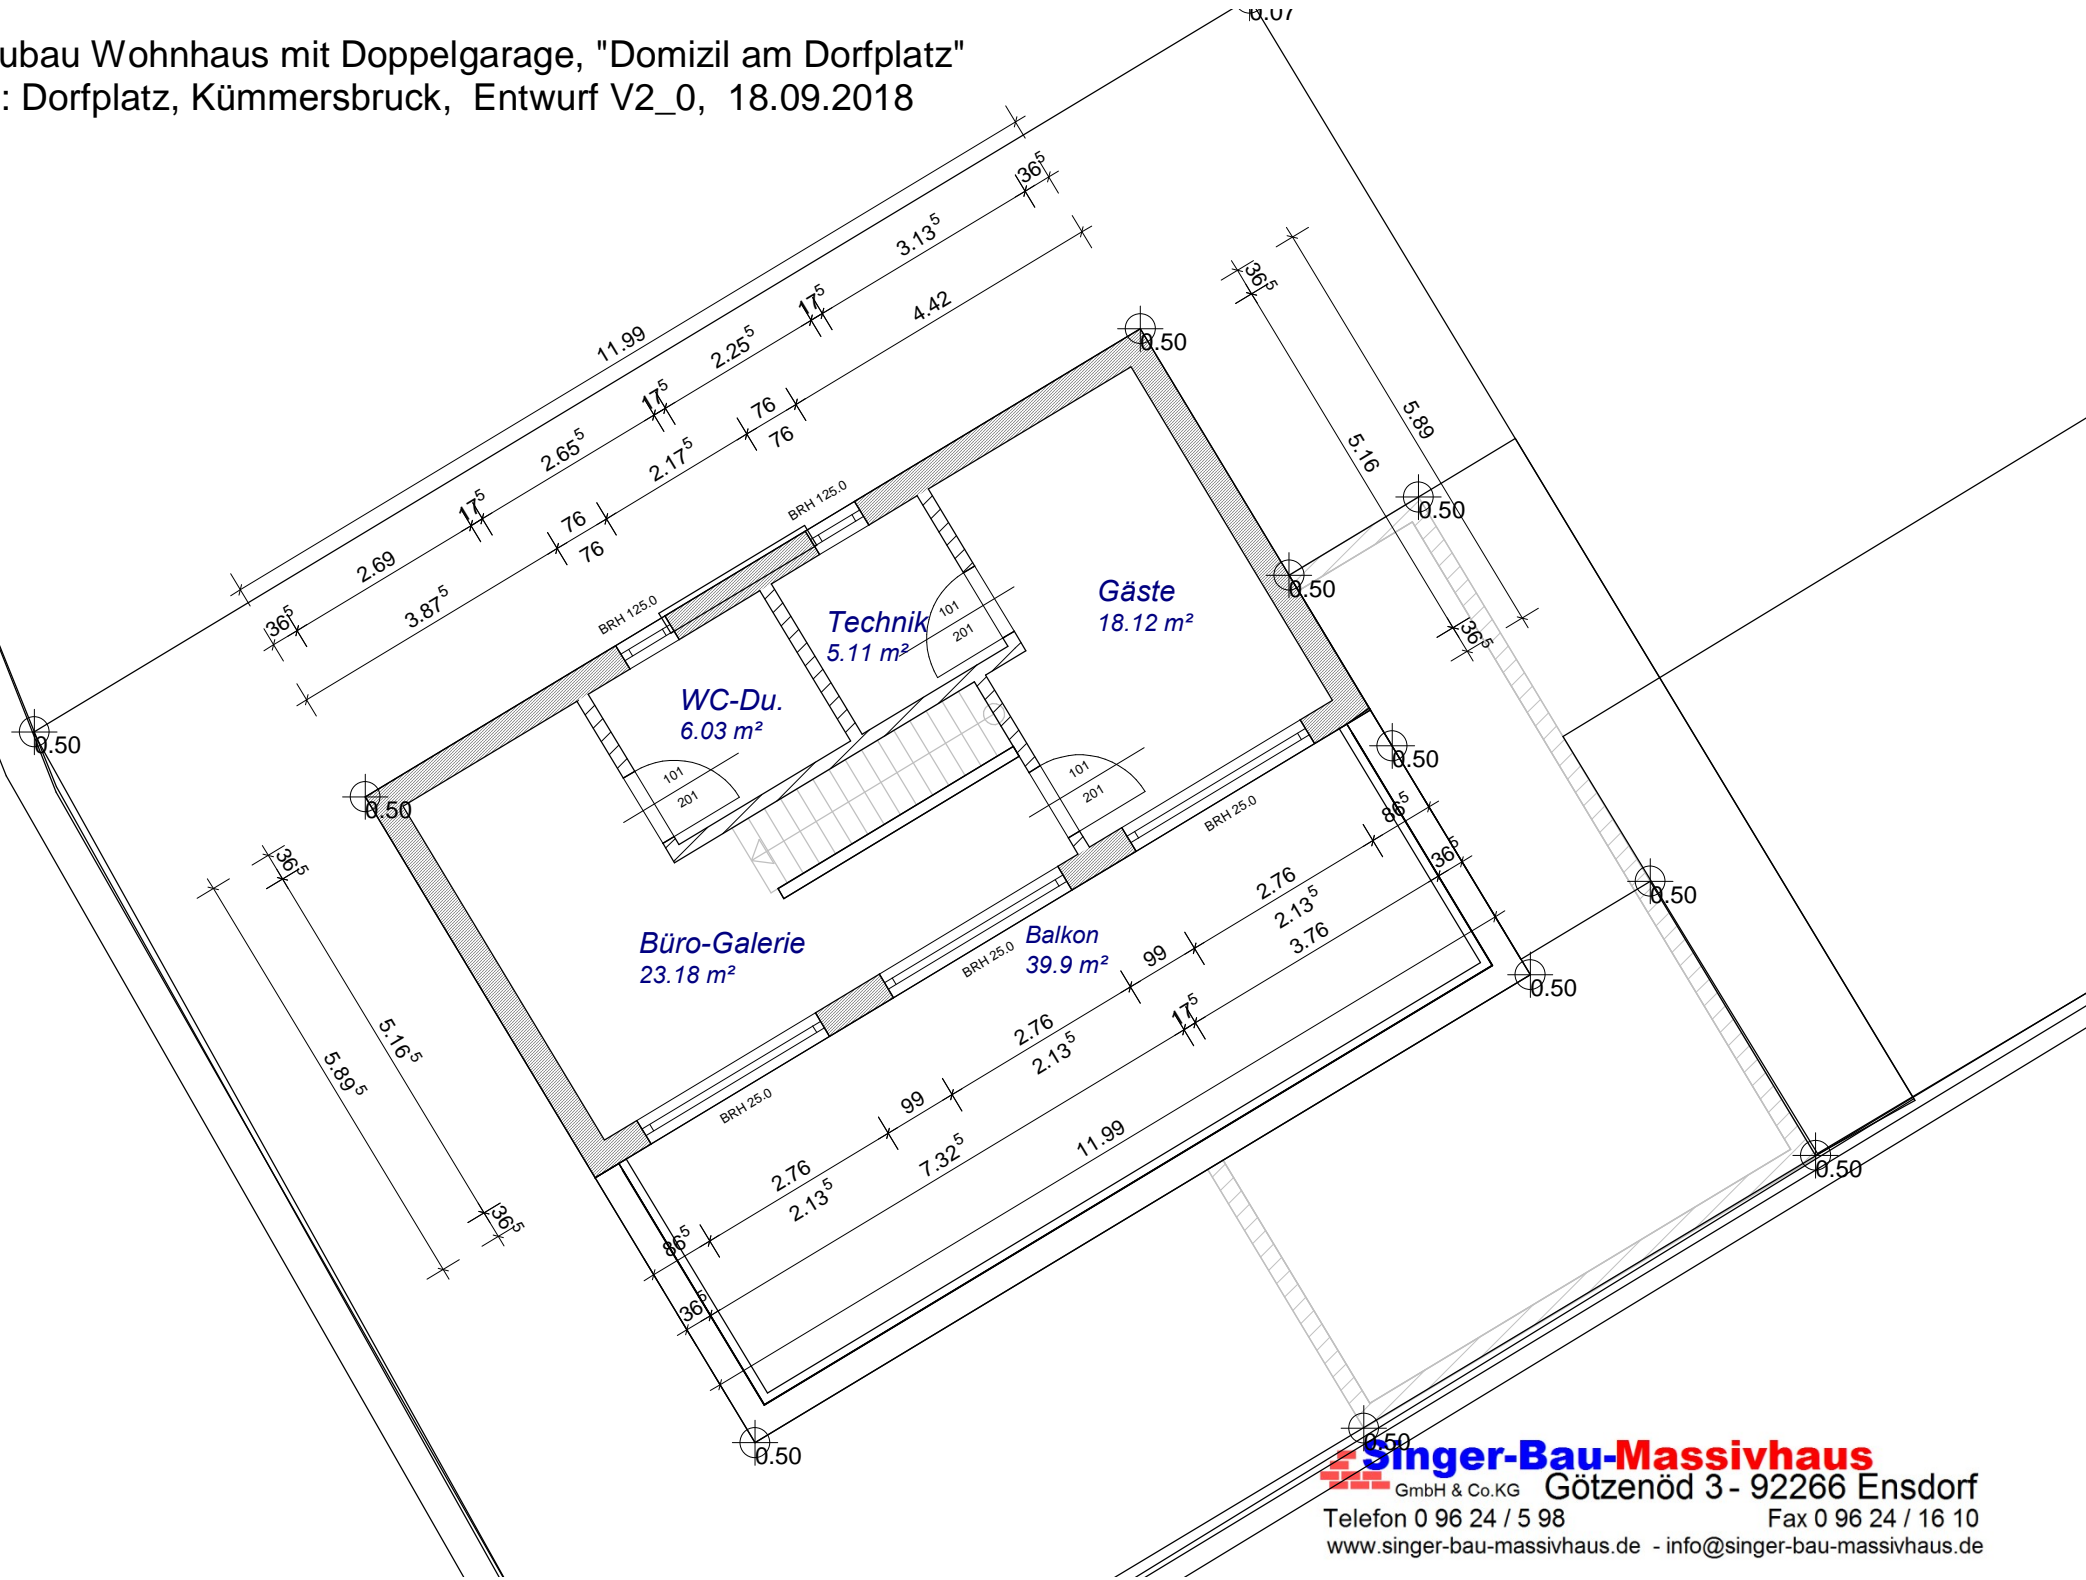 ubau Wohnhaus mit Doppelgarage, "Domizil am Dorfplatz"
: Dorfplatz, Kümmersbruck, Entwurf V2_0, 18.09.2018
0.07
11.99
36⁵
2.69
17⁵
2.65⁵
17⁵
2.25⁵
17⁵
3.13⁵
36⁵
3.87⁵
76
76
2.17⁵
76
76
4.42
36⁵
5.16
36⁵
5.89
0.50
0.50
0.50
0.50
0.50
0.50
0.50
0.50
0.50
0.50
0.50
BRH 125.0
BRH 125.0
Gäste
18.12 m²
Technik
5.11 m²
WC-Du.
6.03 m²
101
201
101
201
101
201
Büro-Galerie
23.18 m²
Balkon
39.9 m²
BRH 25.0
BRH 25.0
BRH 25.0
36⁵
5.16⁵
36⁵
5.89⁵
86⁵
2.76
2.13⁵
99
2.76
2.13⁵
99
2.76
2.13⁵
86⁵
36⁵
7.32⁵
17⁵
3.76
36⁵
11.99
Singer-Bau-Massivhaus
GmbH & Co.KG Götzenöd 3 - 92266 Ensdorf
Telefon 0 96 24 / 5 98 Fax 0 96 24 / 16 10
www.singer-bau-massivhaus.de - info@singer-bau-massivhaus.de